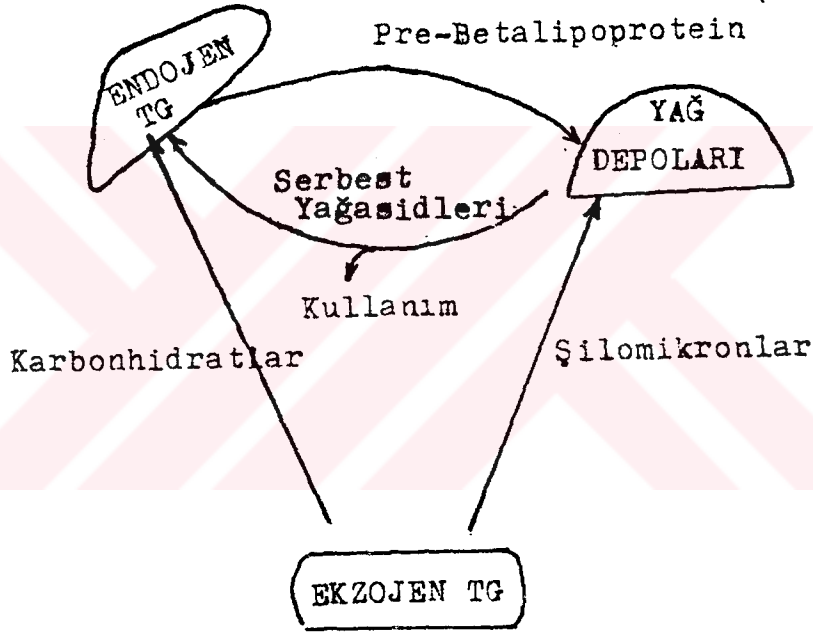 Pre-Betalipoprotein
ENDOJEN
TG
YAĞ
DEPOLARI
Serbest
Yağasidleri
Kullanım
Karbonhidratlar
Şilomikronlar
EKZOJEN TG